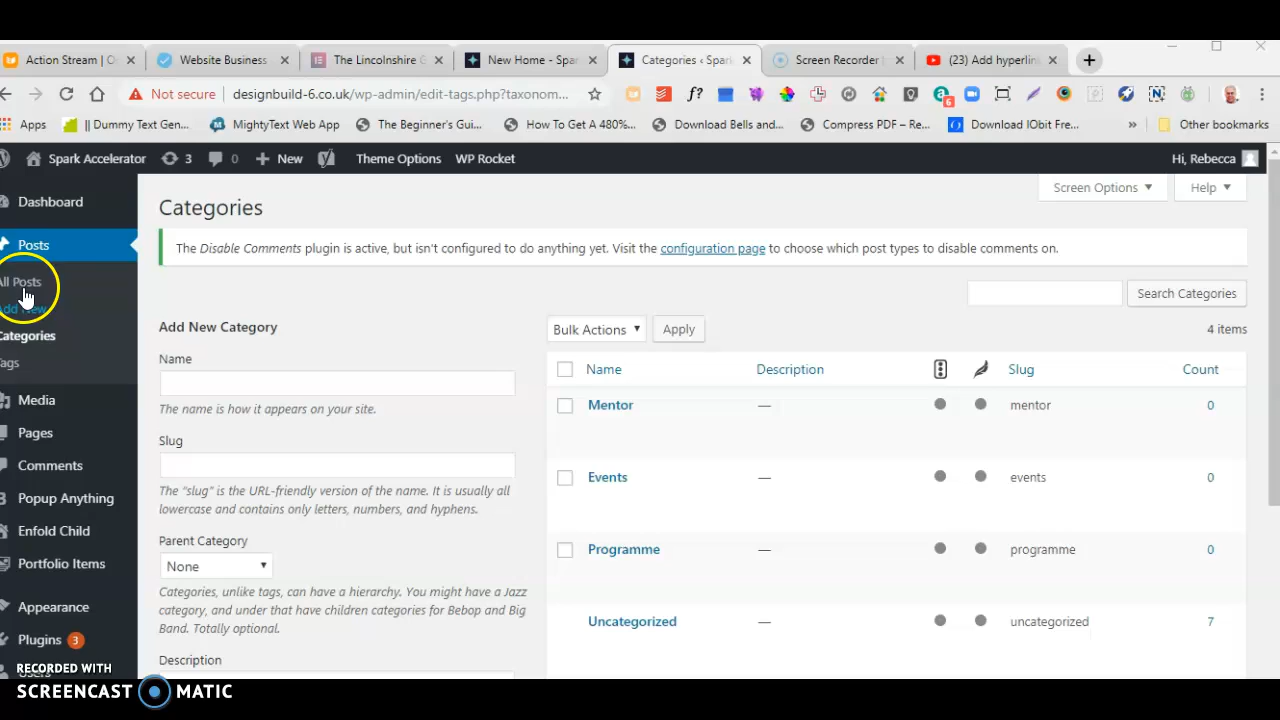 Action Stream | O
Website Business
The Lincolnshire G
New Home - Spar
Categories ‹ Spark
Screen Recorder
(23) Add hyperlink
Not secure
designbuild-6.co.uk/wp-admin/edit-tags.php?taxonom...
f?
6
Apps
|| Dummy Text Gen...
MightyText Web App
The Beginner's Gui...
How To Get A 480%...
Download Bells and...
Compress PDF – Re...
Download IObit Fre...
»
Other bookmarks
Spark Accelerator
3
0
New
Theme Options
WP Rocket
Hi, Rebecca
Screen Options
Help
Dashboard
Posts
All Posts
Add New
Categories
Tags
Media
Pages
Comments
Popup Anything
Enfold Child
Portfolio Items
Appearance
Plugins 3
Users
Categories
The Disable Comments plugin is active, but isn't configured to do anything yet. Visit the configuration page to choose which post types to disable comments on.
Search Categories
Add New Category
Name
The name is how it appears on your site.
Slug
The “slug” is the URL-friendly version of the name. It is usually all
lowercase and contains only letters, numbers, and hyphens.
Parent Category
None
Categories, unlike tags, can have a hierarchy. You might have a Jazz
category, and under that have children categories for Bebop and Big
Band. Totally optional.
Description
Bulk Actions
Apply
4 items
Name Description Slug Count
Mentor — mentor 0
Events — events 0
Programme — programme 0
Uncategorized — uncategorized 7
RECORDED WITH
SCREENCAST MATIC